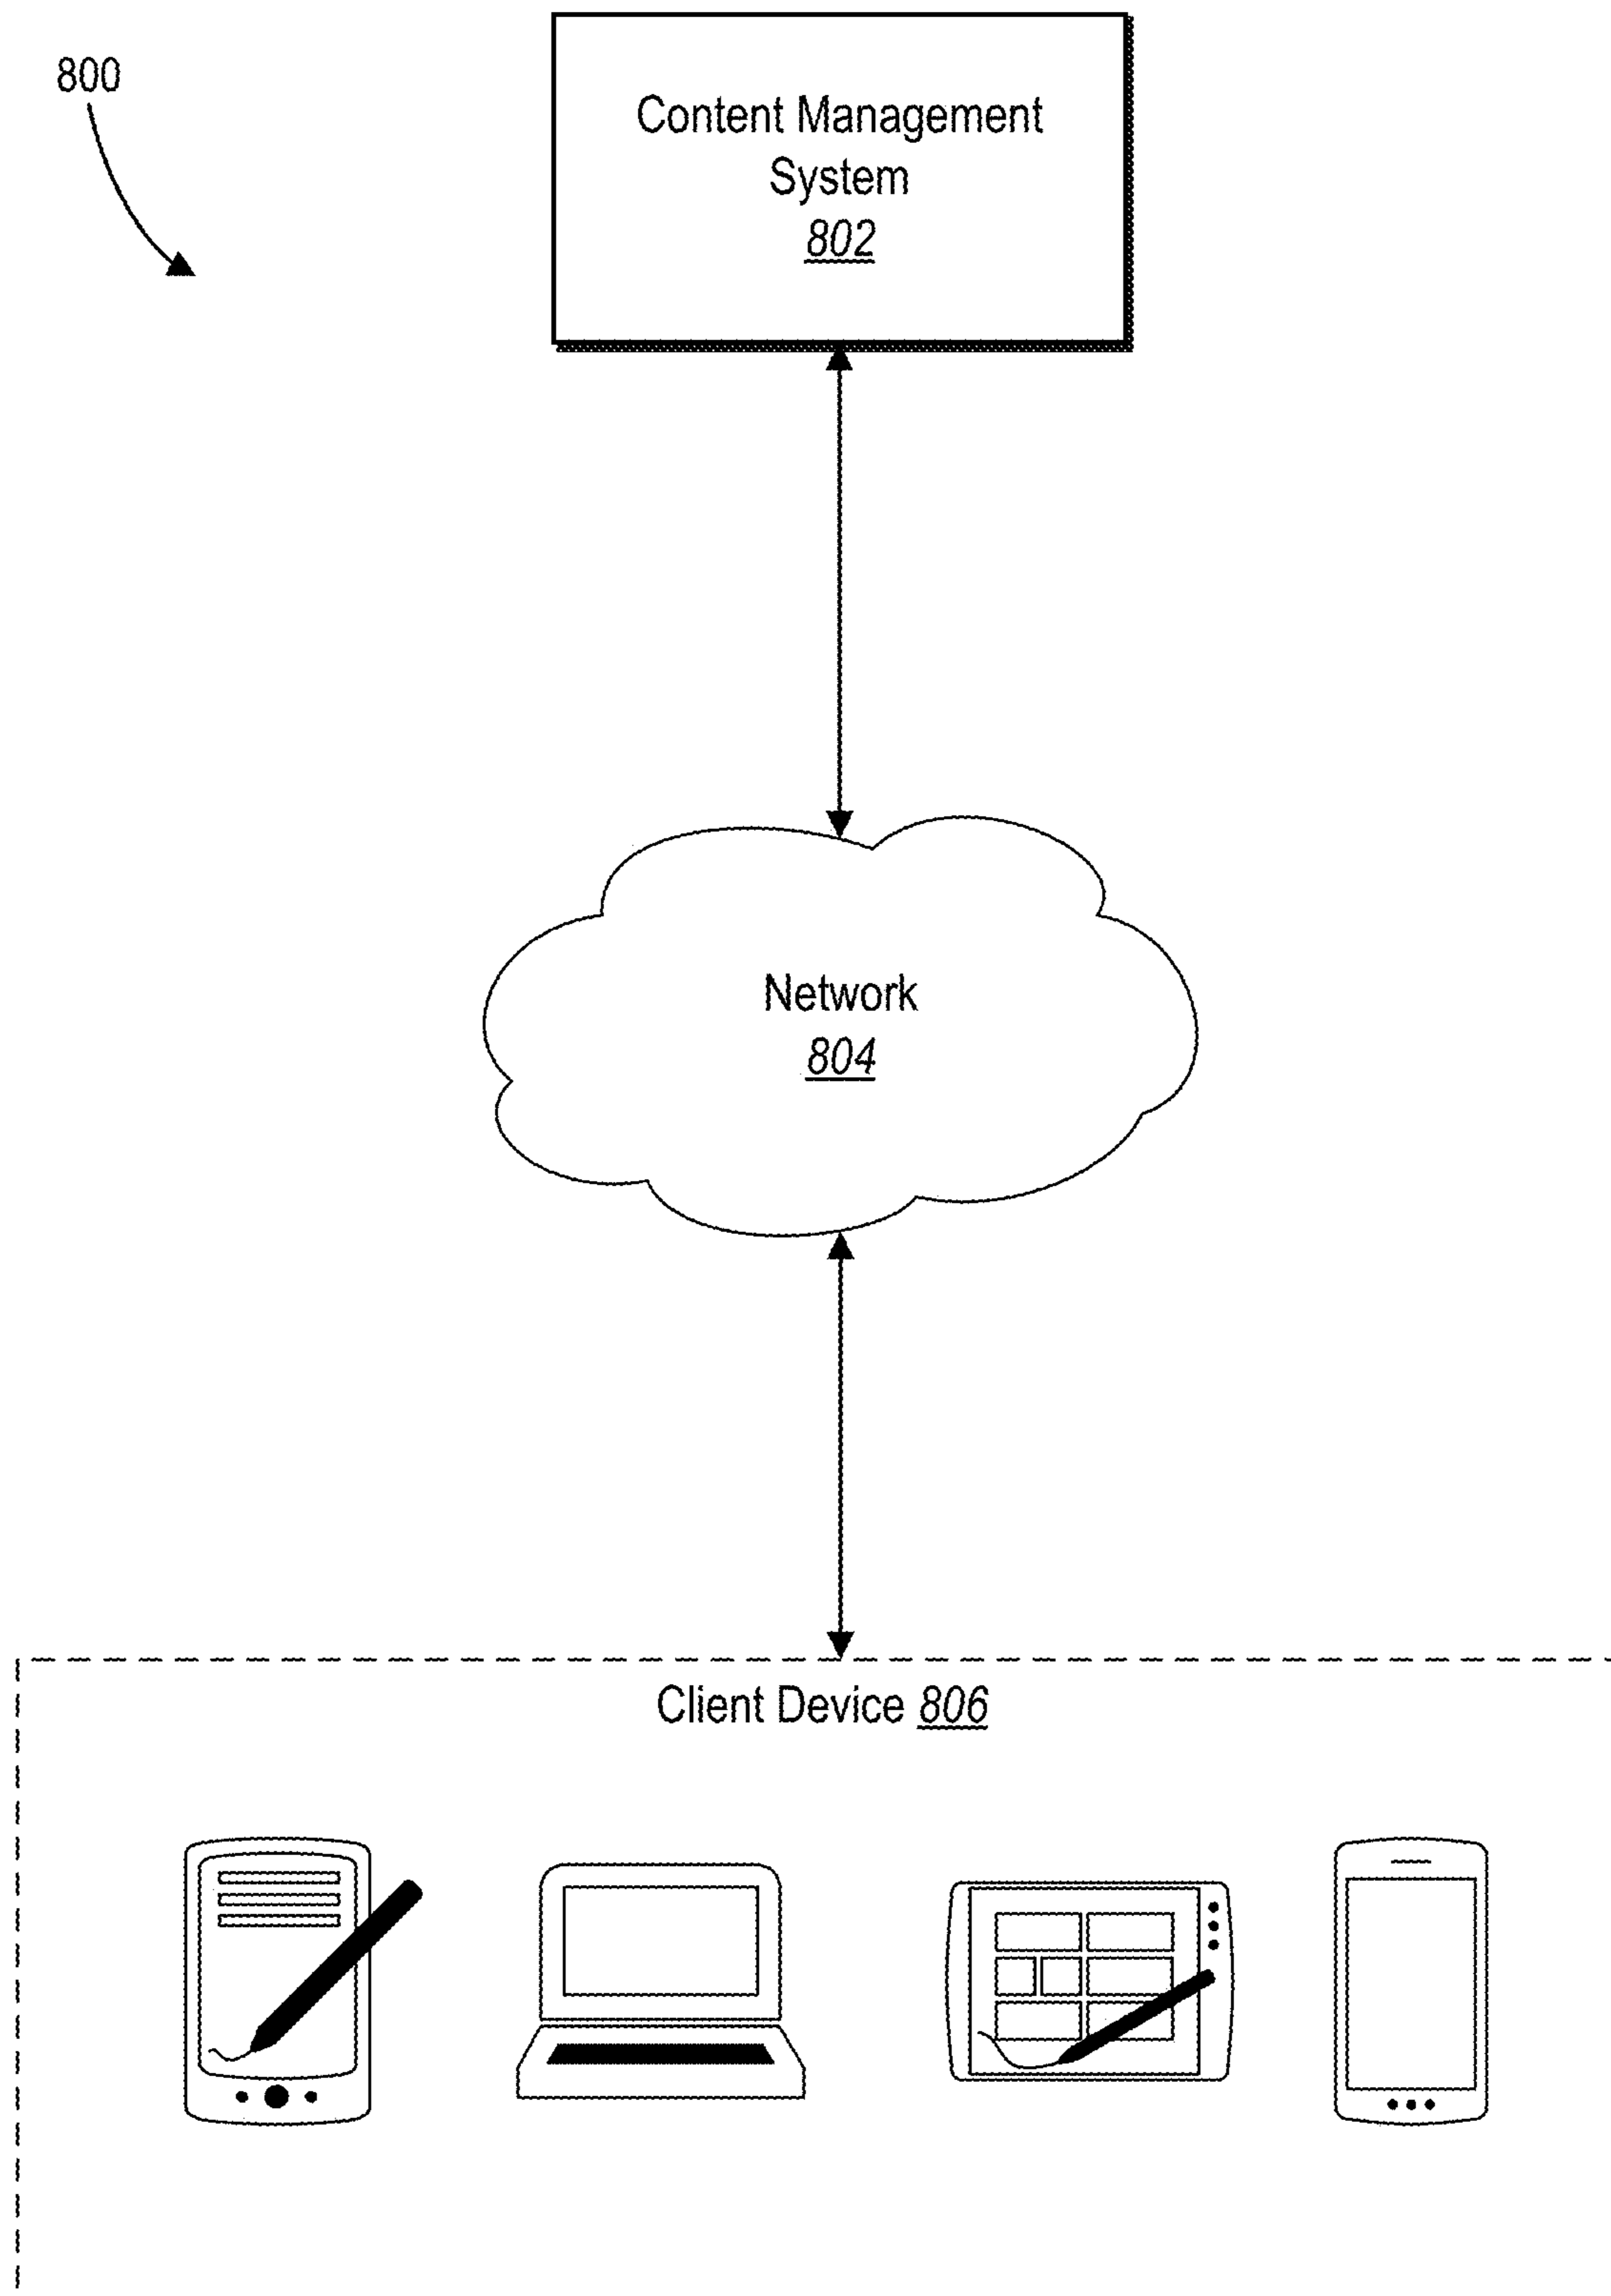 800
Content Management
System
802
Network
804
Client Device 806